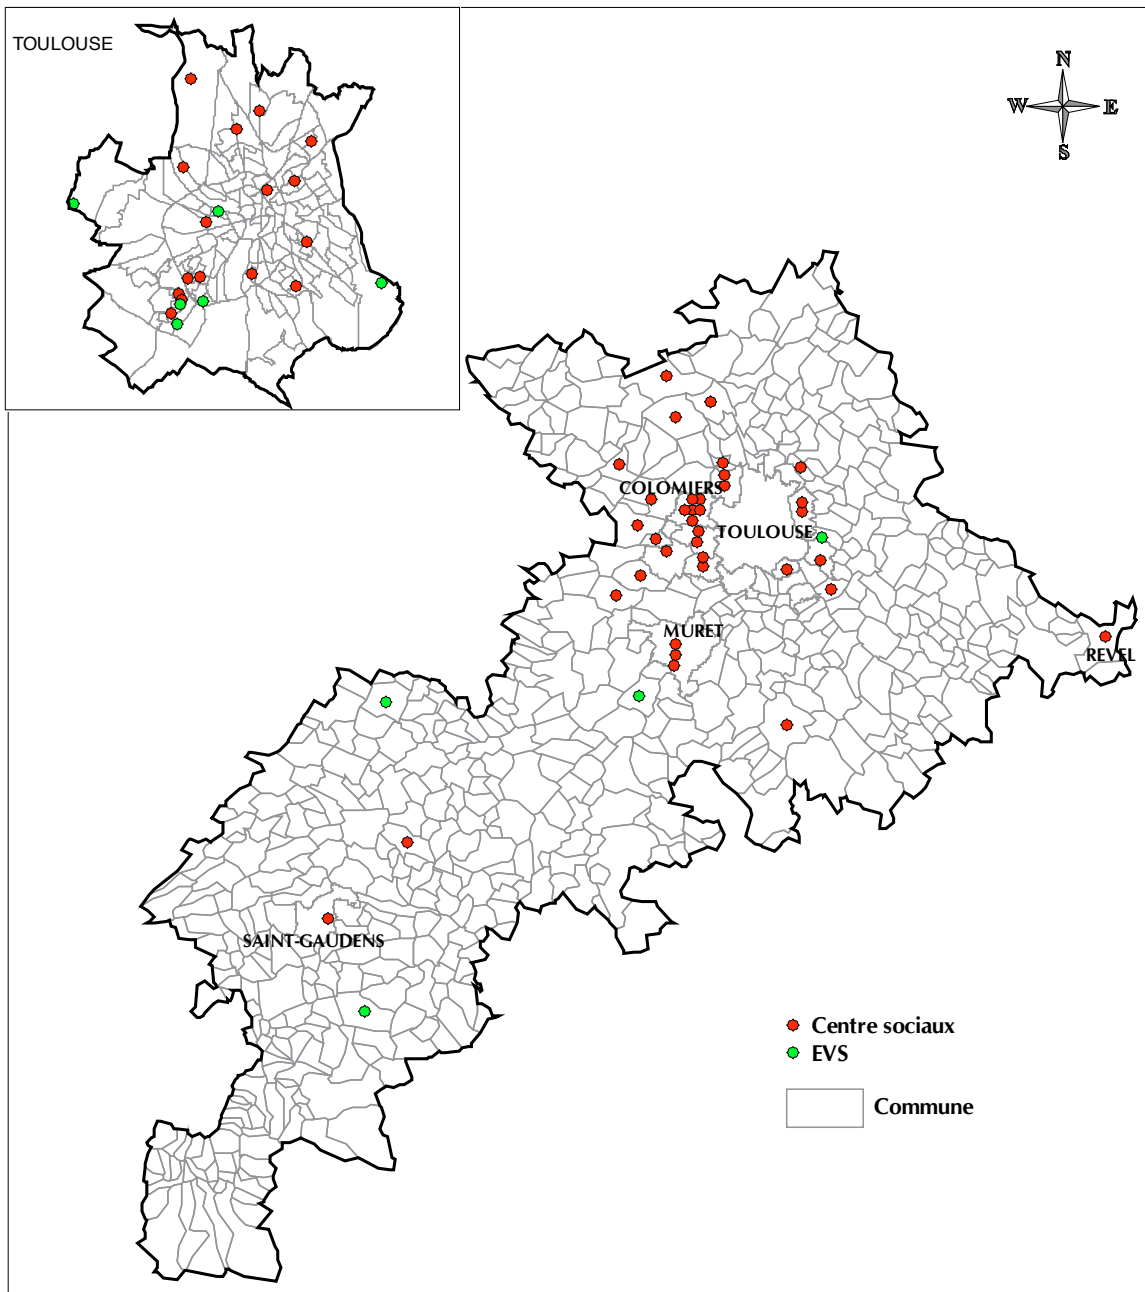 TOULOUSE
N
W E
S
COLOMIERS
TOULOUSE
MURET
REVEL
SAINT-GAUDENS
Centre sociaux
EVS
Commune